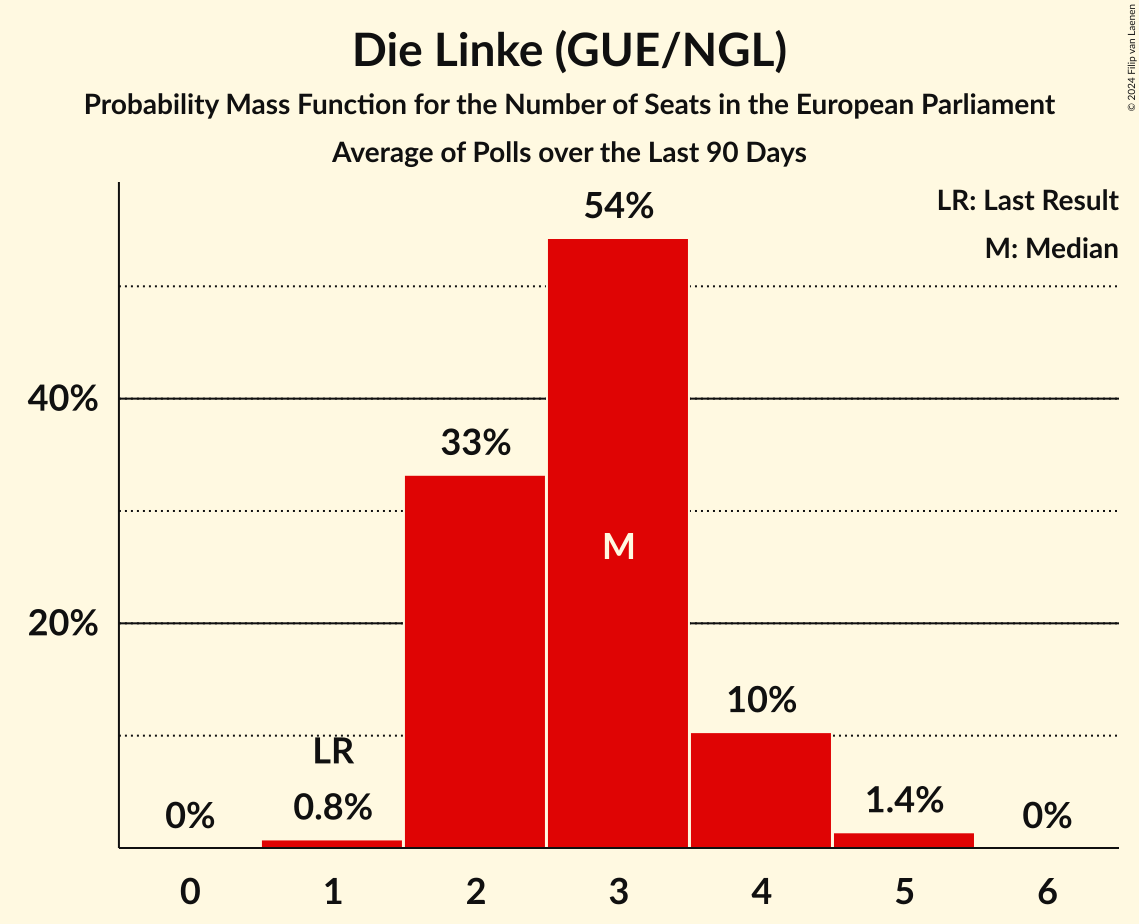 Die Linke (GUE/NGL)
Probability Mass Function for the Number of Seats in the European Parliament
Average of Polls over the Last 90 Days
© 2024 Filip van Laenen
LR: Last Result
M: Median
54%
40%
33%
M
20%
10%
LR
0%
0.8%
1.4%
0%
0 1 2 3 4 5 6